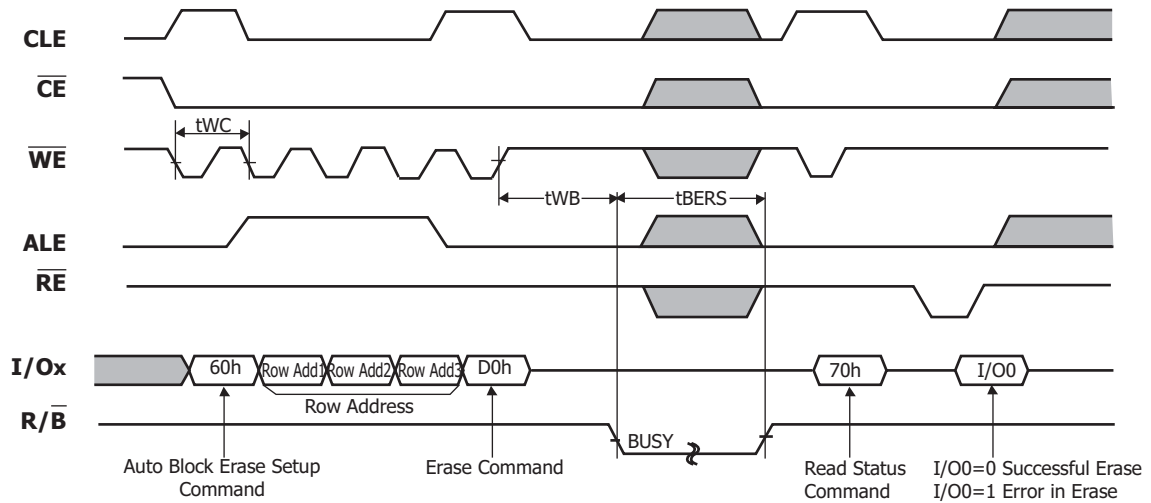 CLE
CE
tWC
WE
tWB
tBERS
ALE
RE
I/Ox
60h
Row Add1
Row Add2
Row Add3
D0h
70h
I/O0
Row Address
R/B
BUSY
Auto Block Erase Setup
Command
Erase Command
Read Status
Command
I/O0=0 Successful Erase
I/O0=1 Error in Erase